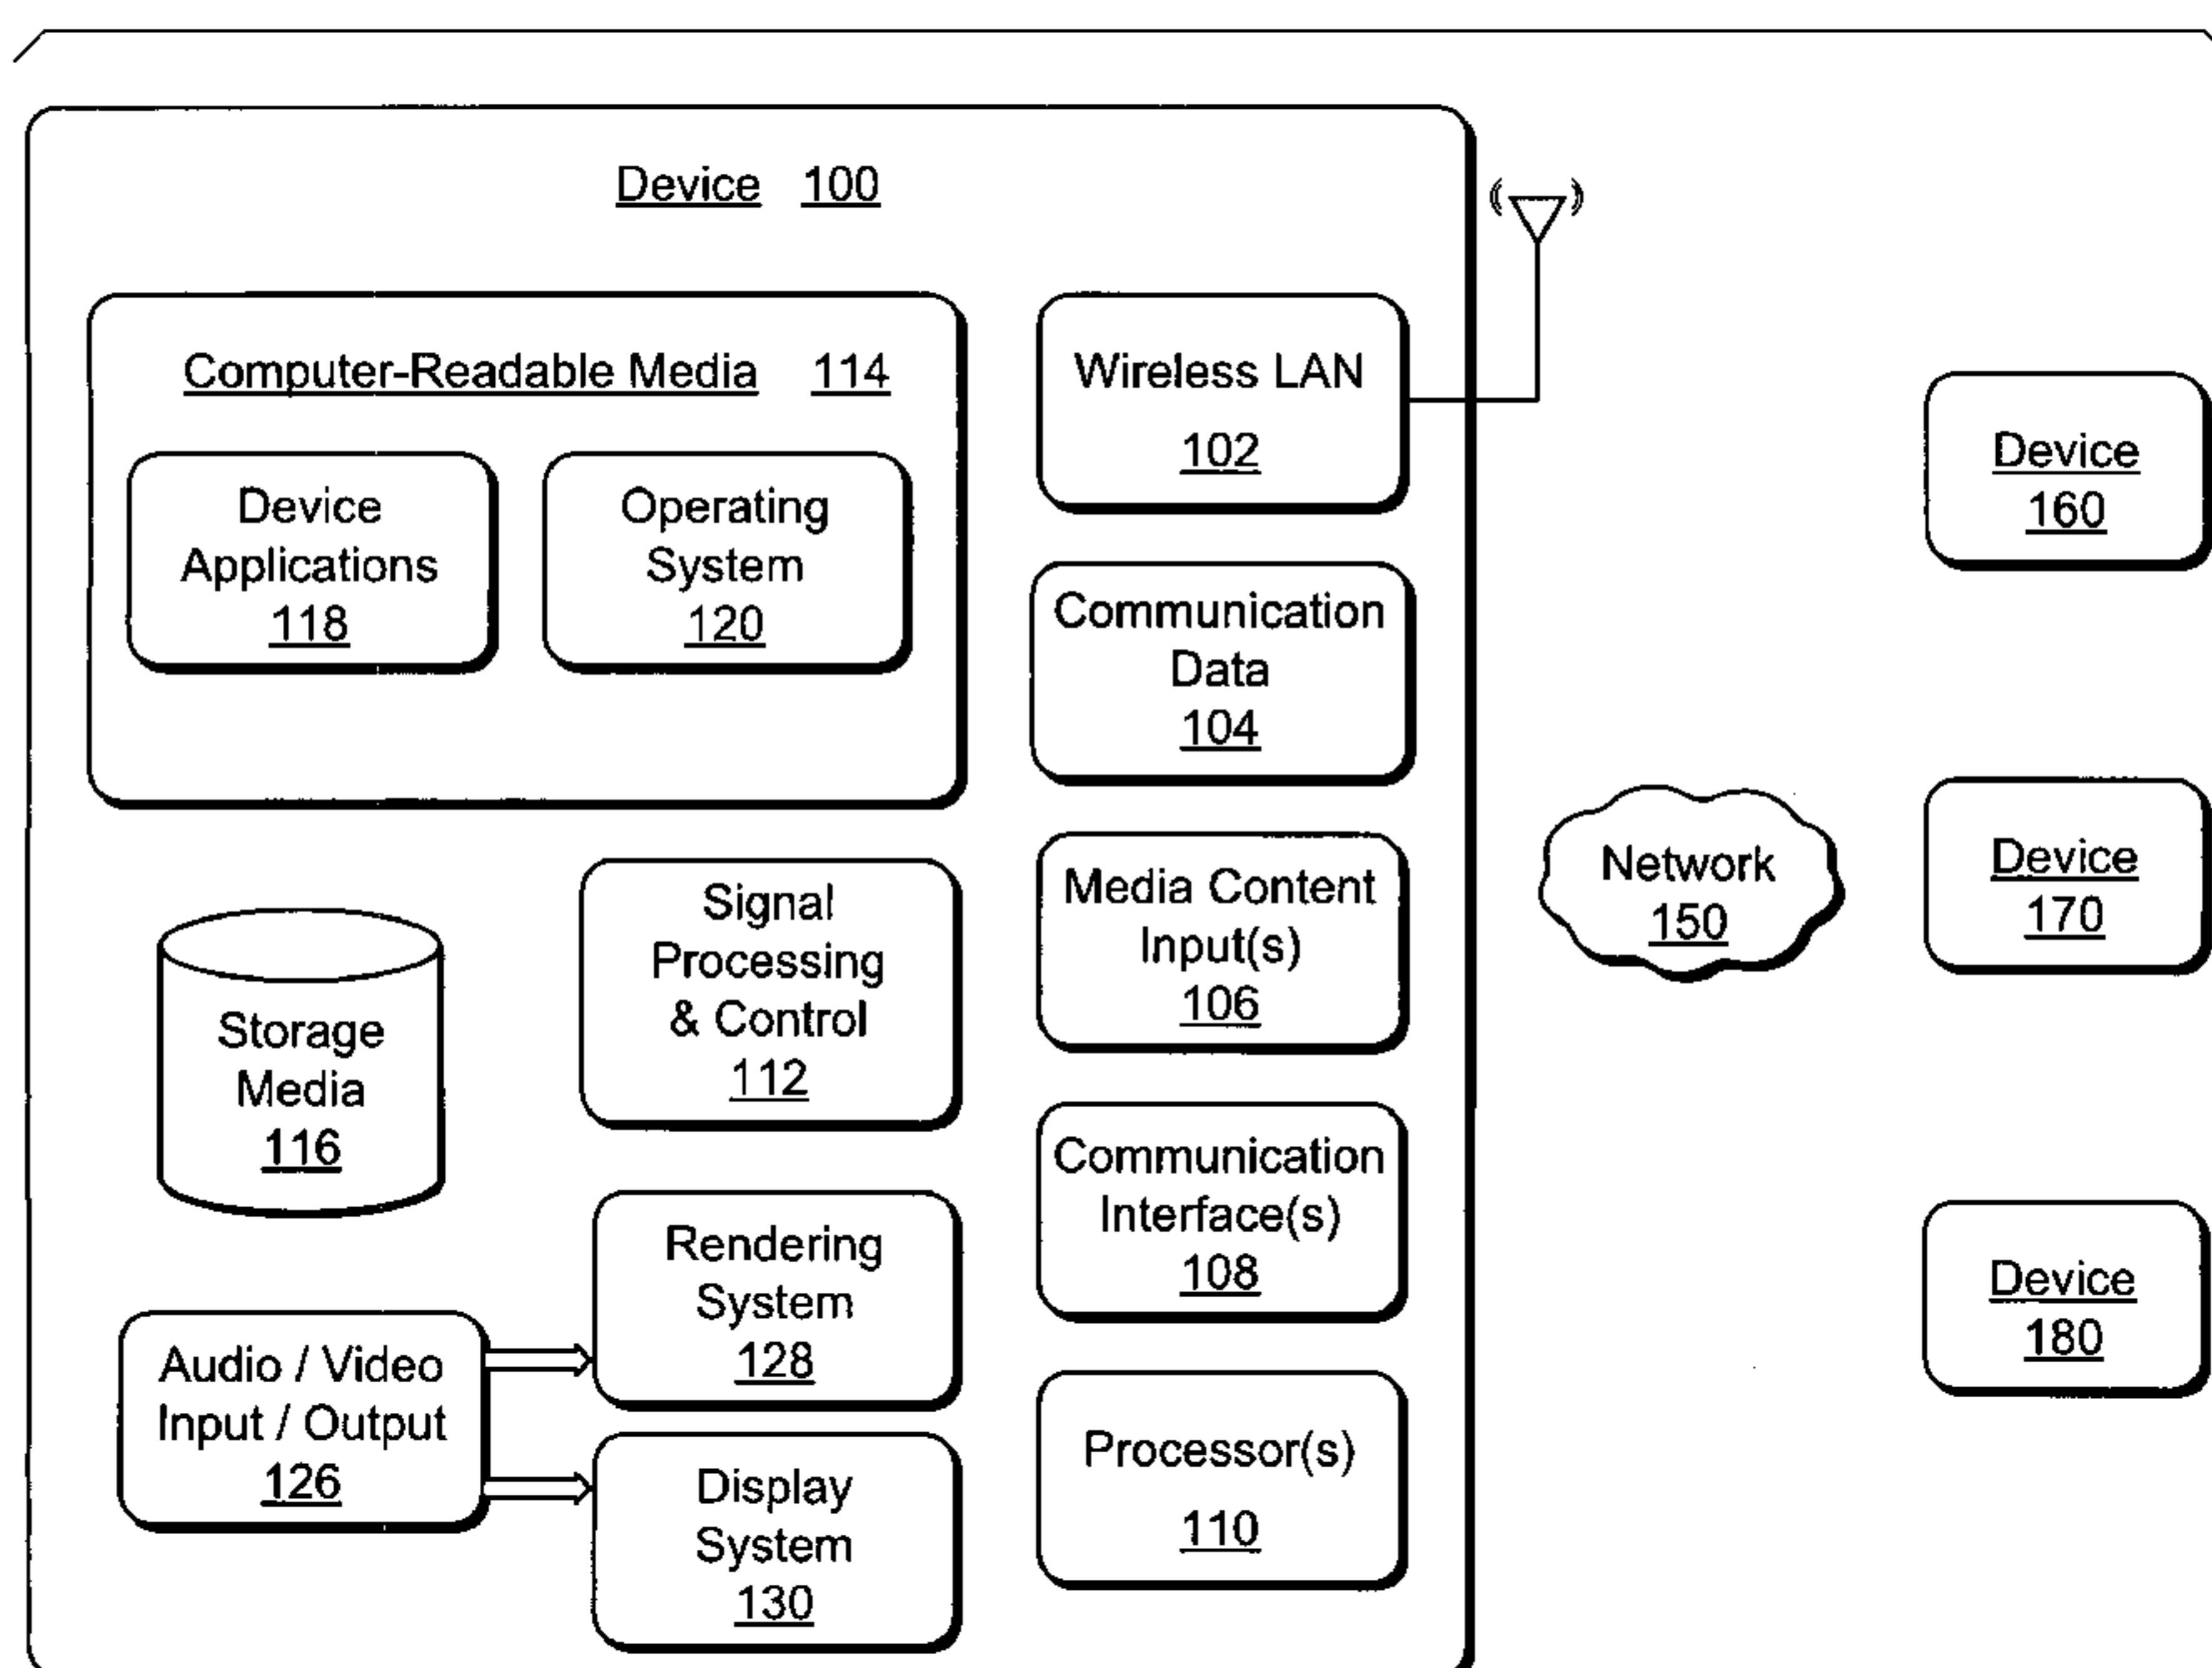 Device 100
Computer-Readable Media 114
Device
Applications
118
Operating
System
120
Wireless LAN
102
Communication
Data
104
Media Content
Input(s)
106
Communication
Interface(s)
108
Processor(s)
110
Signal
Processing
& Control
112
Storage
Media
116
Rendering
System
128
Audio / Video
Input / Output
126
Display
System
130
Network
150
Device
160
Device
170
Device
180